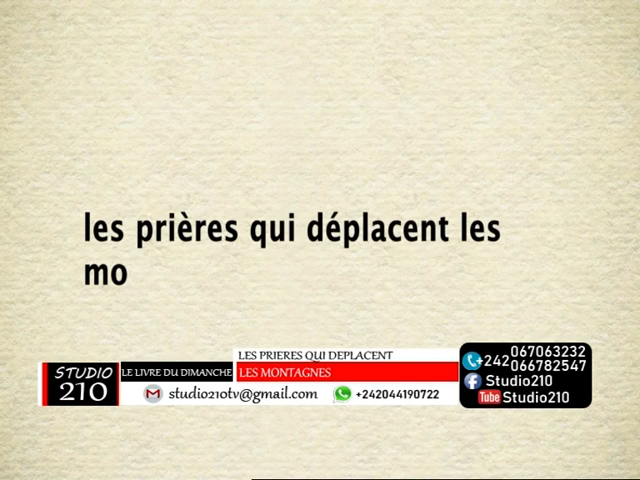 les prières qui déplacent les
mo
LES PRIERES QUI DEPLACENT
LES MONTAGNES
STUDIO
210
LE LIVRE DU DIMANCHE
studio210tv@gmail.com
+242044190722
+242
067063232
066782547
Studio210
Tube Studio210